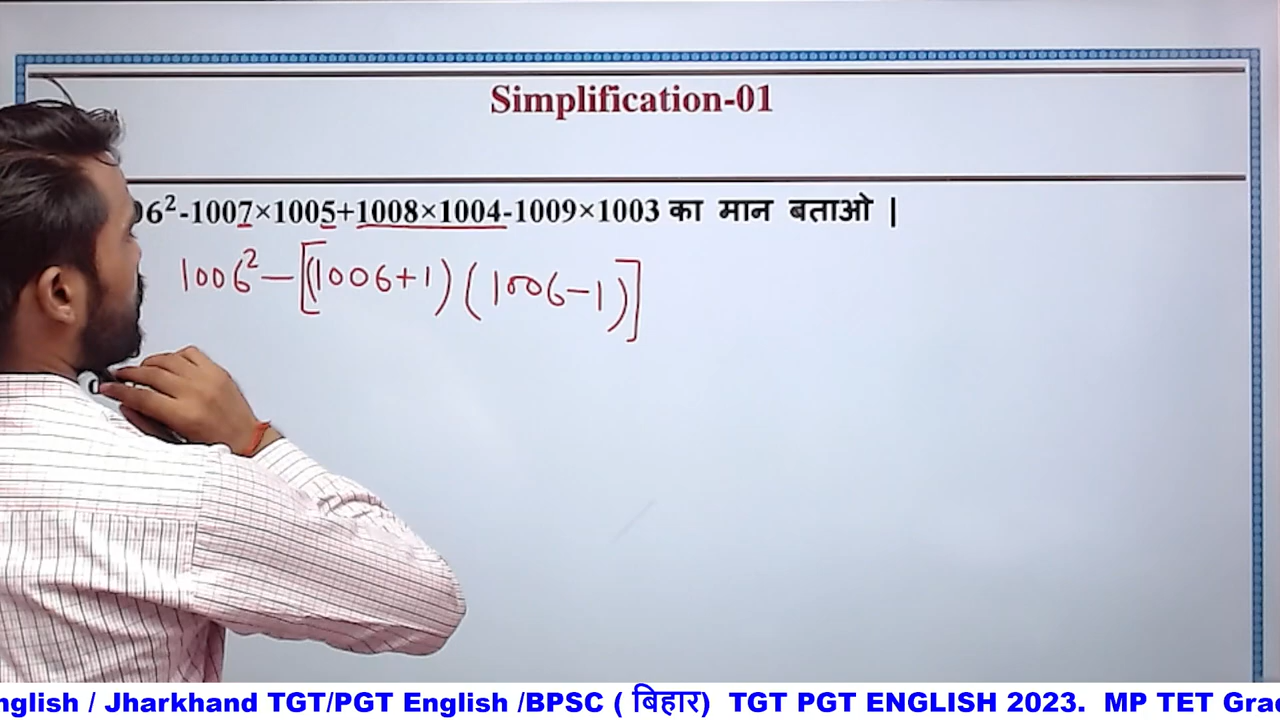 Simplification-01
06²-1007×1005+1008×1004-1009×1003 का मान बताओ |
1006² - [(1006+1) (1006-1)]
nglish / Jharkhand TGT/PGT English /BPSC ( बिहार) TGT PGT ENGLISH 2023. MP TET Grad